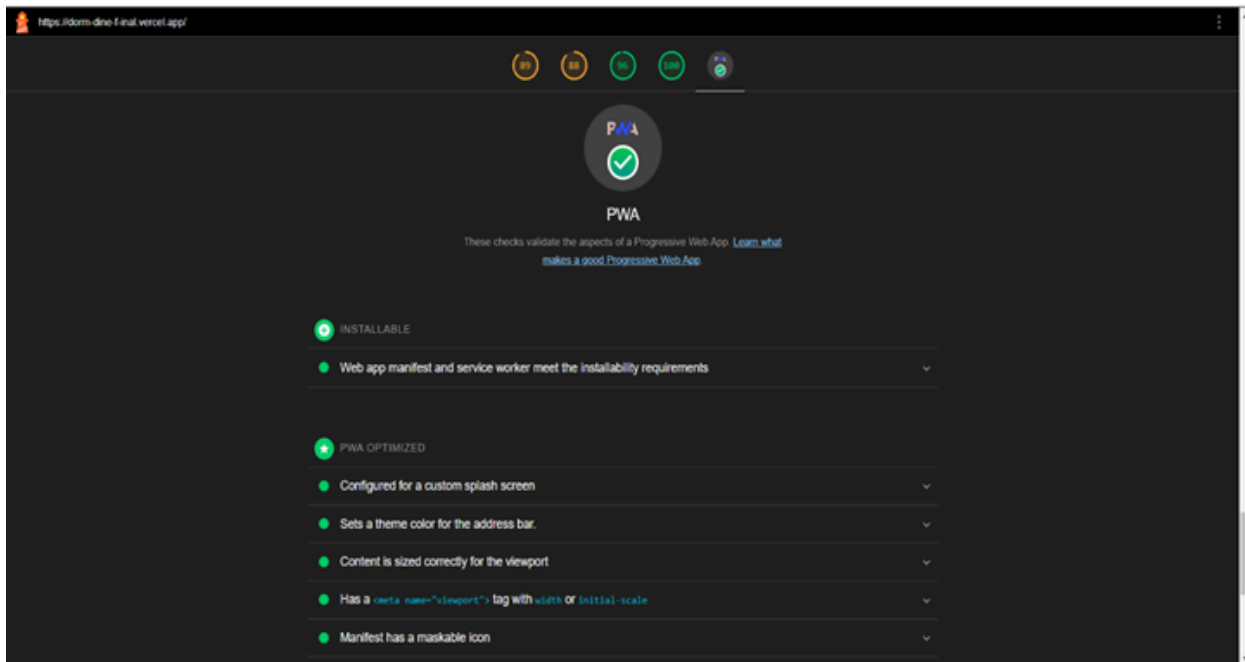 https://dorm-dine-f-inal.vercel.app/
89 88 96 100 PWA
PWA
PWA
These checks validate the aspects of a Progressive Web App. Learn what
makes a good Progressive Web App.
INSTALLABLE
Web app manifest and service worker meet the installability requirements
PWA OPTIMIZED
Configured for a custom splash screen
Sets a theme color for the address bar.
Content is sized correctly for the viewport
Has a <meta name="viewport"> tag with width or initial-scale
Manifest has a maskable icon